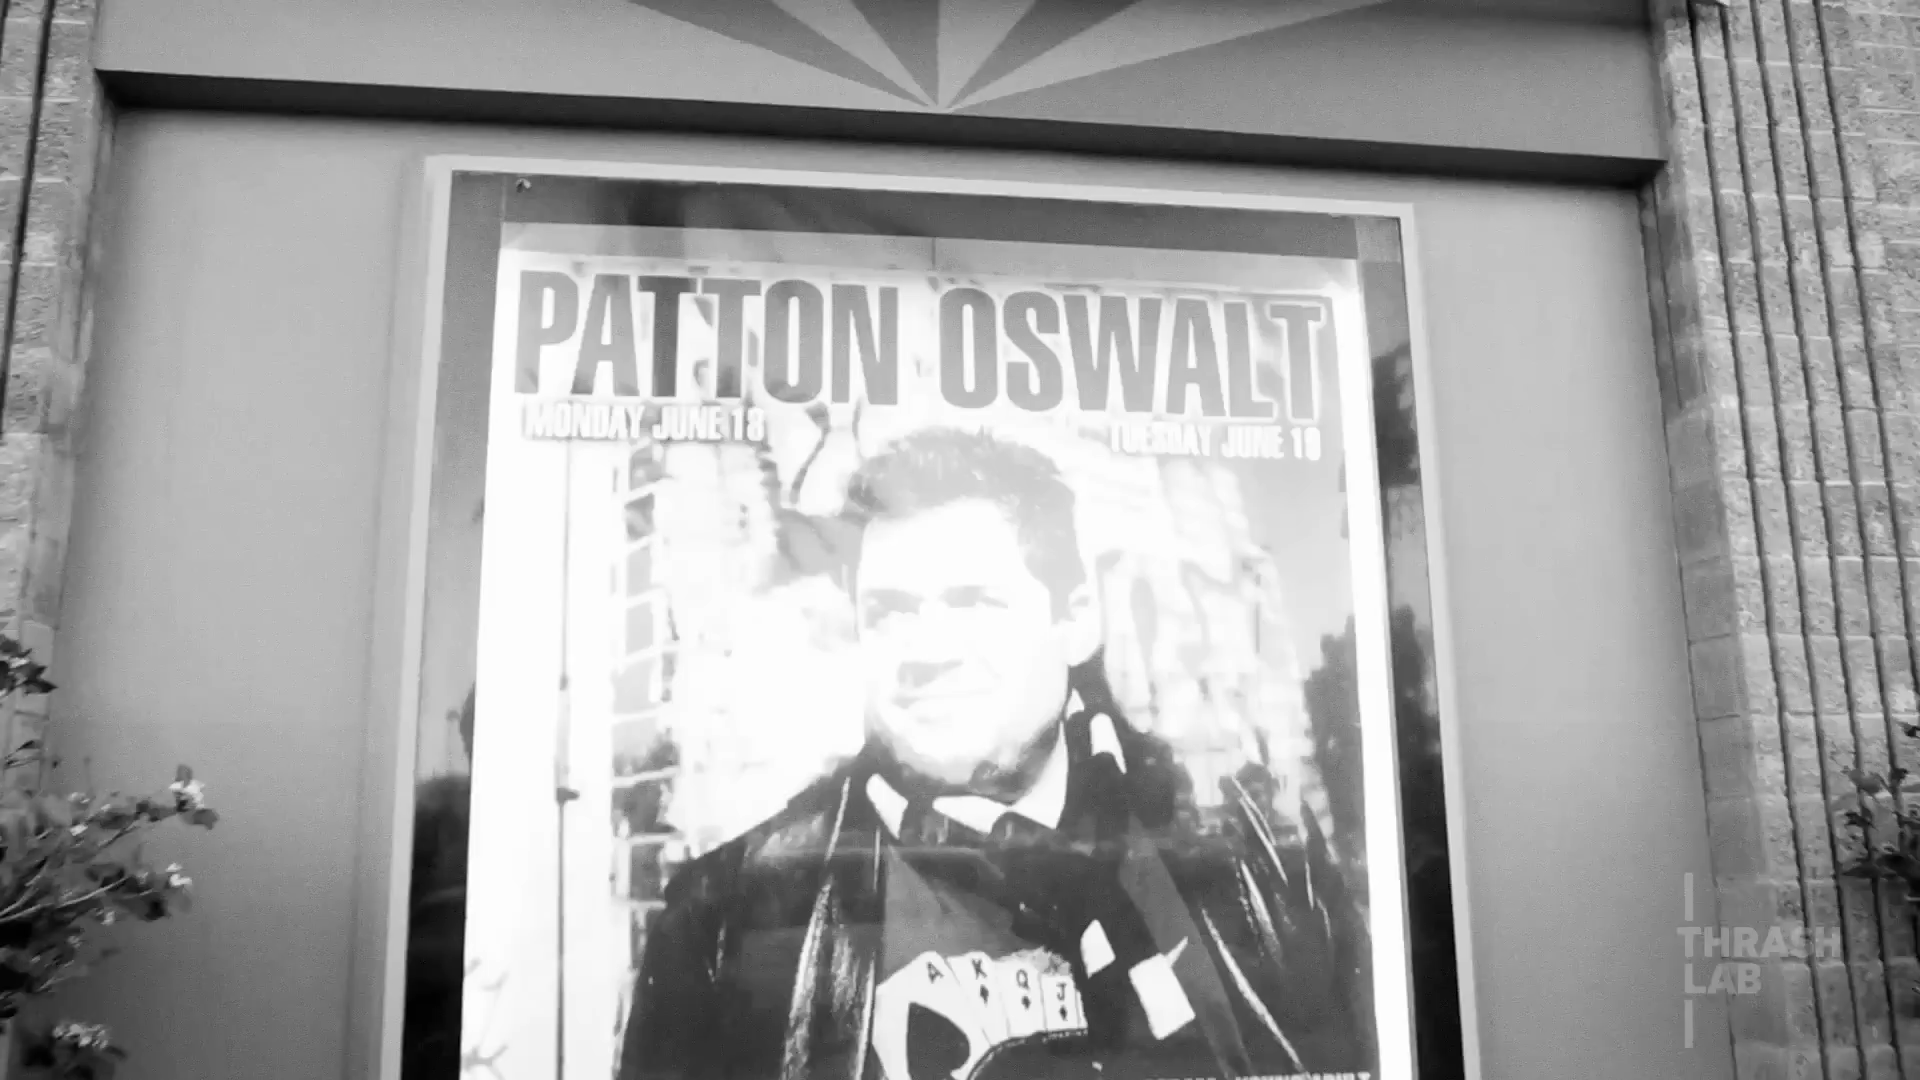 PATTON OSWALT
MONDAY JUNE 18
TUESDAY JUNE 19
A K Q J
THRASH
LAB